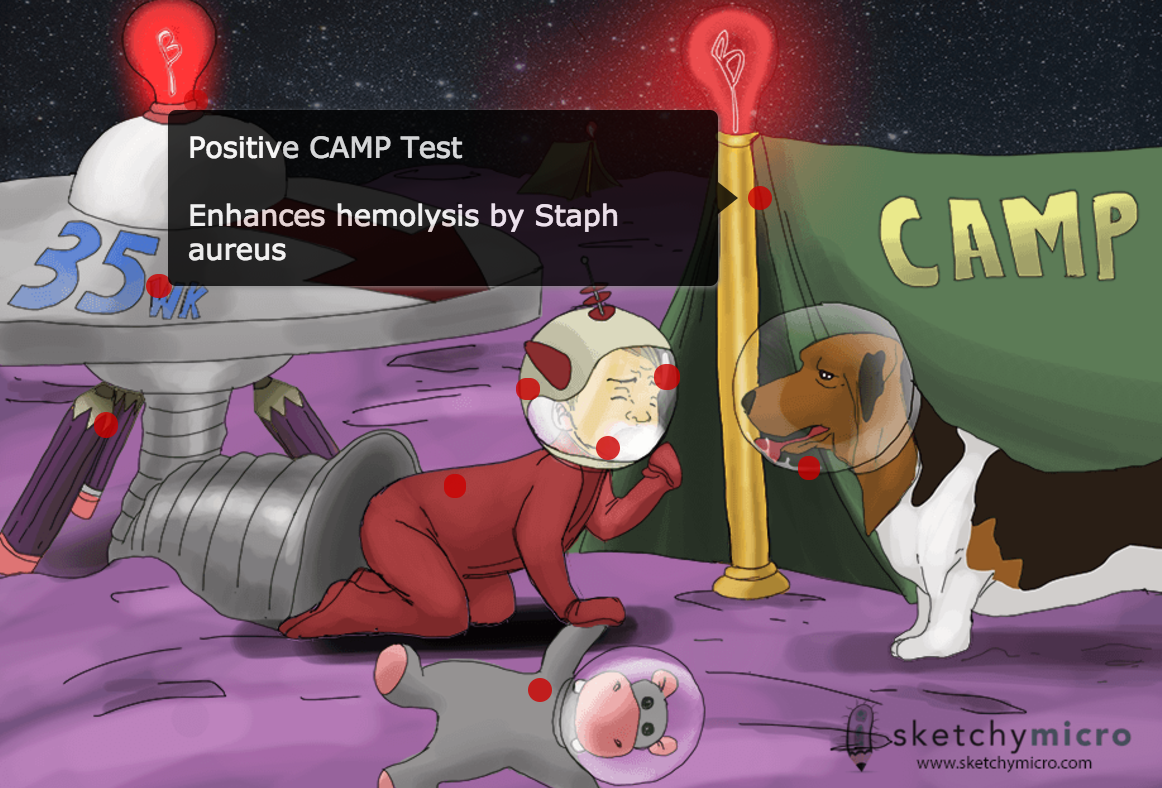 Positive CAMP Test
Enhances hemolysis by Staph
aureus
CAMP
35
WK
sketchymicro
www.sketchymicro.com